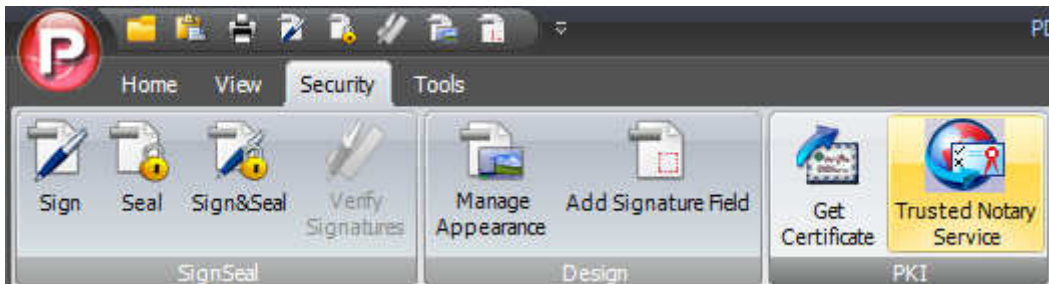 P
PD
Home View Security Tools
Sign Seal Sign&Seal Verify Signatures Manage Appearance Add Signature Field Get Certificate Trusted Notary Service
SignSeal Design PKI